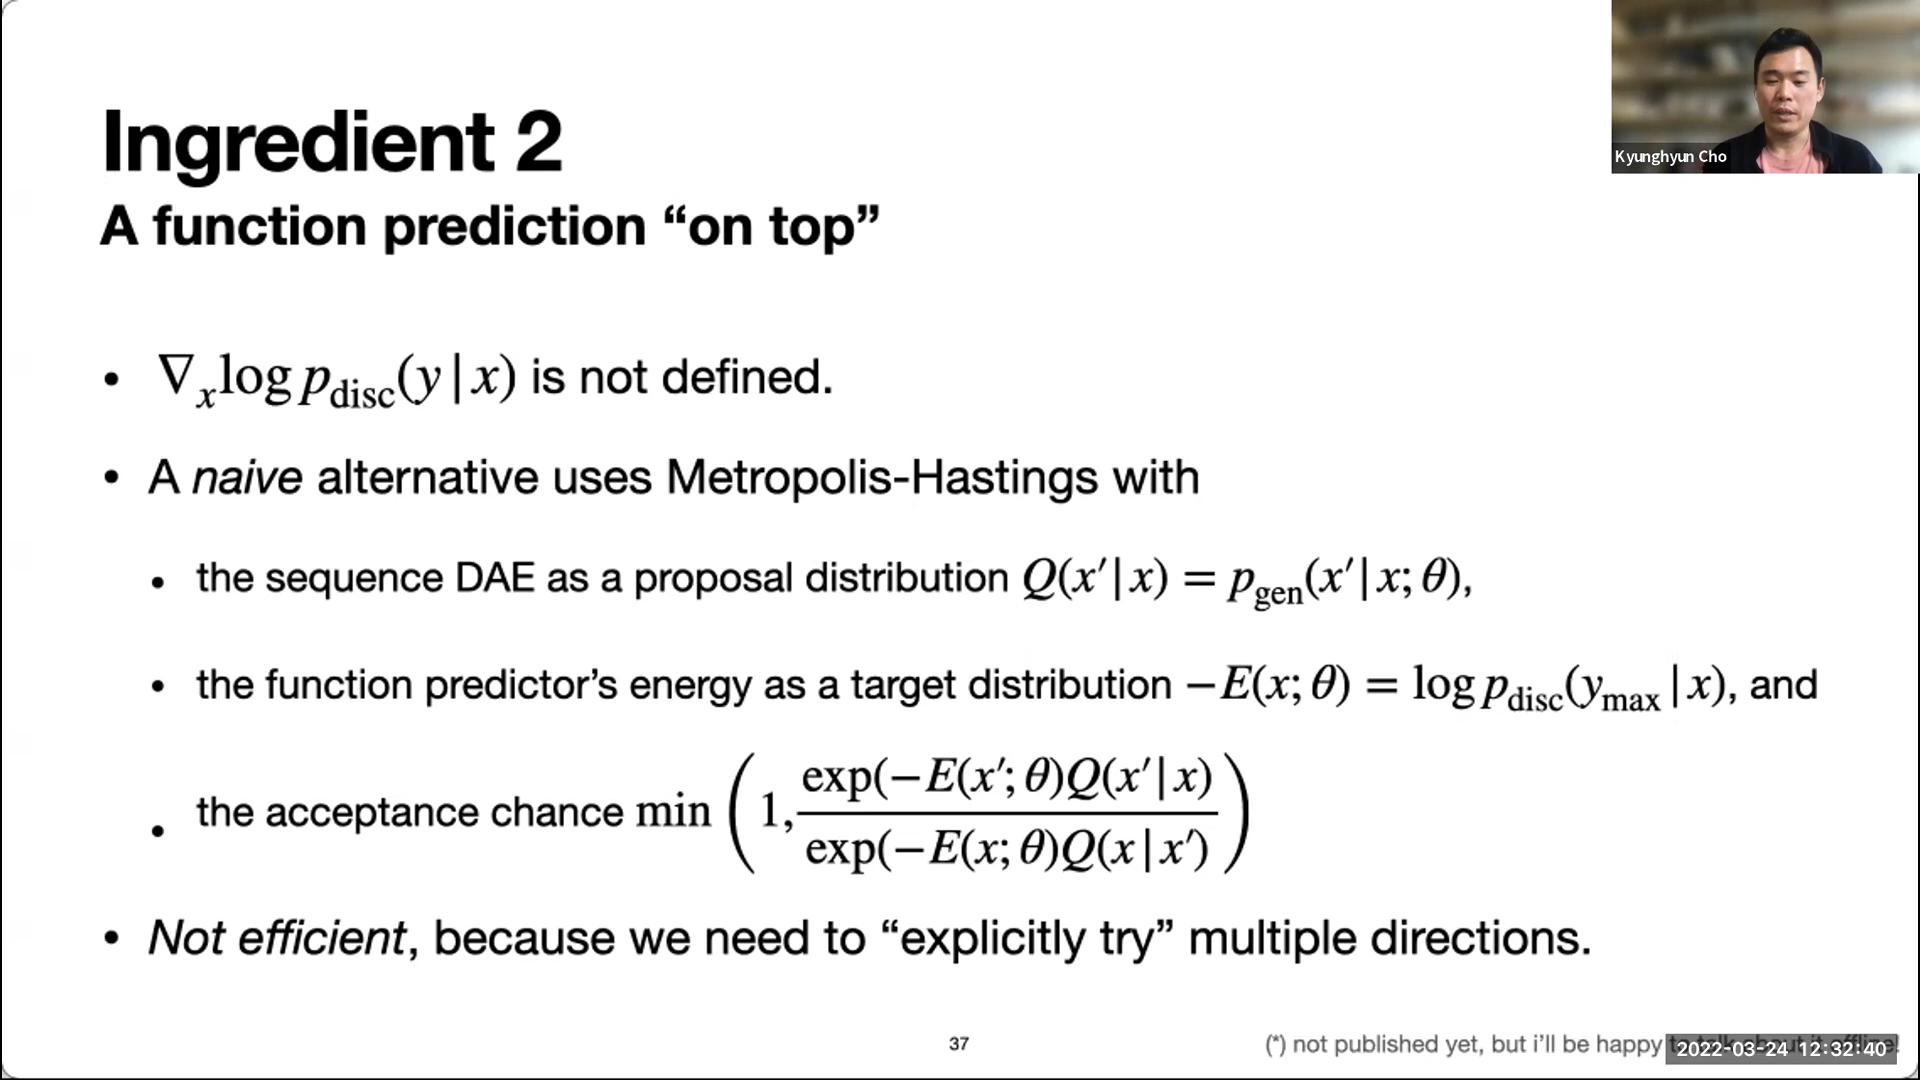 Ingredient 2
A function prediction “on top”
Kyunghyun Cho
• ∇ₓlog p_disc(y|x) is not defined.
• A naive alternative uses Metropolis-Hastings with
• the sequence DAE as a proposal distribution Q(x′|x) = p_gen(x′|x; θ),
• the function predictor’s energy as a target distribution −E(x; θ) = log p_disc(y_max|x), and
• the acceptance chance min (1, exp(−E(x′; θ)Q(x′|x) / exp(−E(x; θ)Q(x|x′))
• Not efficient, because we need to “explicitly try” multiple directions.
37
(*) not published yet, but i’ll be happy
2022-03-24 12:32:40